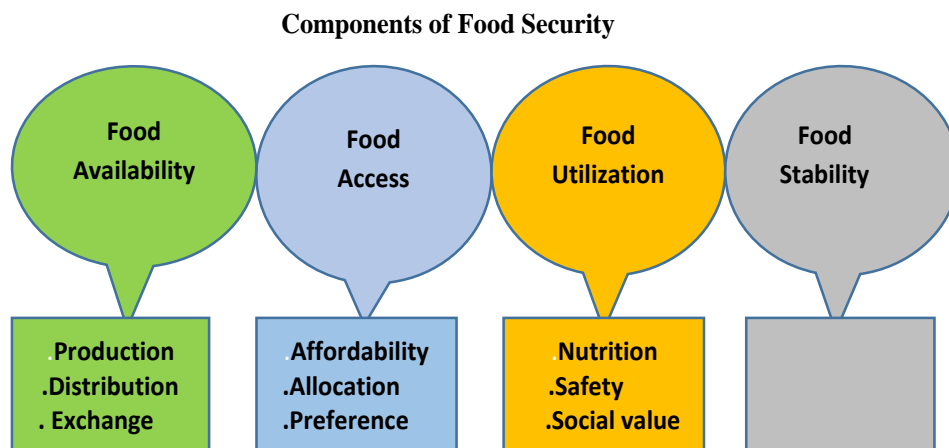 Components of Food Security
Food
Availability
Food
Access
Food
Utilization
Food
Stability
.Production
.Distribution
. Exchange
.Affordability
.Allocation
.Preference
.Nutrition
.Safety
.Social value